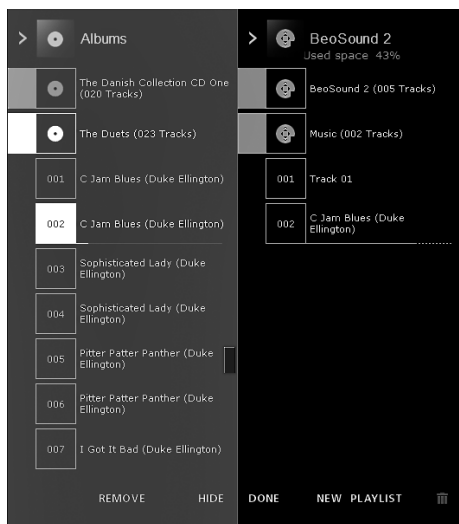 Albums
The Danish Collection CD One
(020 Tracks)
The Duets (023 Tracks)
001 C Jam Blues (Duke Ellington)
002 C Jam Blues (Duke Ellington)
003 Sophisticated Lady (Duke
Ellington)
004 Sophisticated Lady (Duke
Ellington)
005 Pitter Patter Panther (Duke
Ellington)
006 Pitter Patter Panther (Duke
Ellington)
007 I Got It Bad (Duke Ellington)
REMOVE HIDE
BeoSound 2
Used space 43%
BeoSound 2 (005 Tracks)
Music (002 Tracks)
001 Track 01
002 C Jam Blues (Duke
Ellington)
DONE NEW PLAYLIST